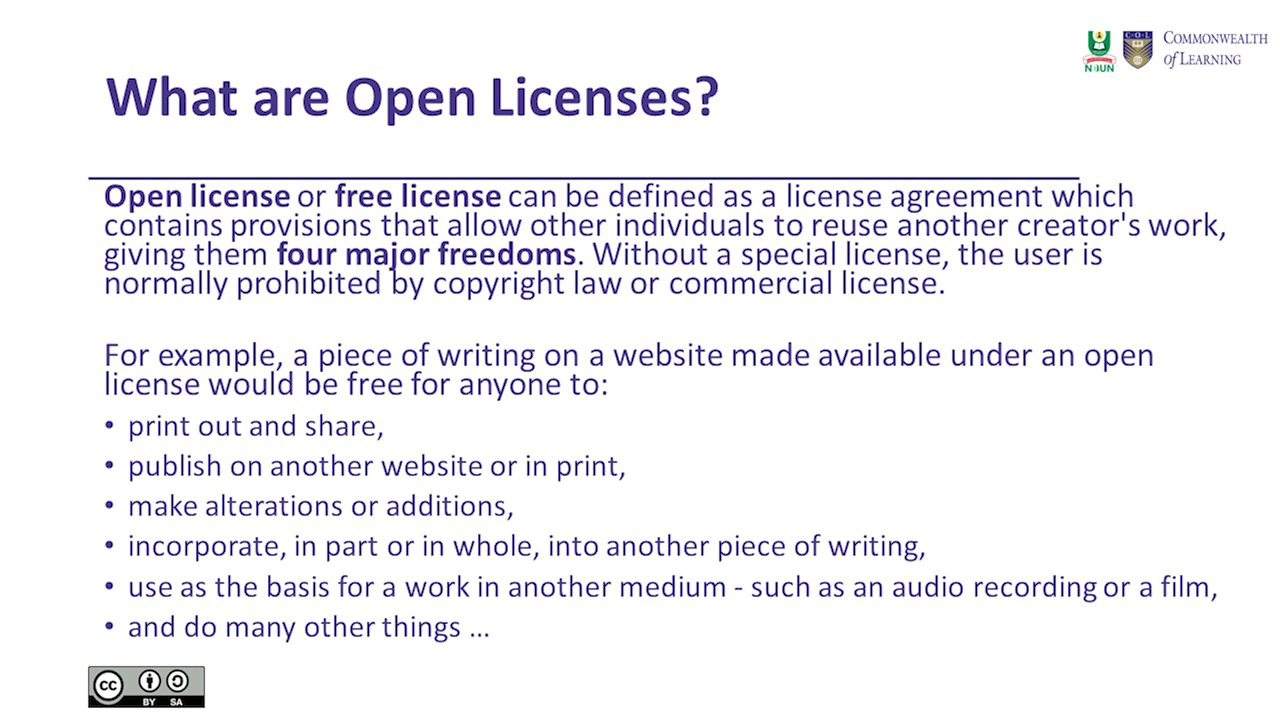 COMMONWEALTH
of LEARNING
NOUN
C O L
What are Open Licenses?
Open license or free license can be defined as a license agreement which
contains provisions that allow other individuals to reuse another creator's work,
giving them four major freedoms. Without a special license, the user is
normally prohibited by copyright law or commercial license.
For example, a piece of writing on a website made available under an open
license would be free for anyone to:
• print out and share,
• publish on another website or in print,
• make alterations or additions,
• incorporate, in part or in whole, into another piece of writing,
• use as the basis for a work in another medium - such as an audio recording or a film,
• and do many other things ...
cc
BY SA